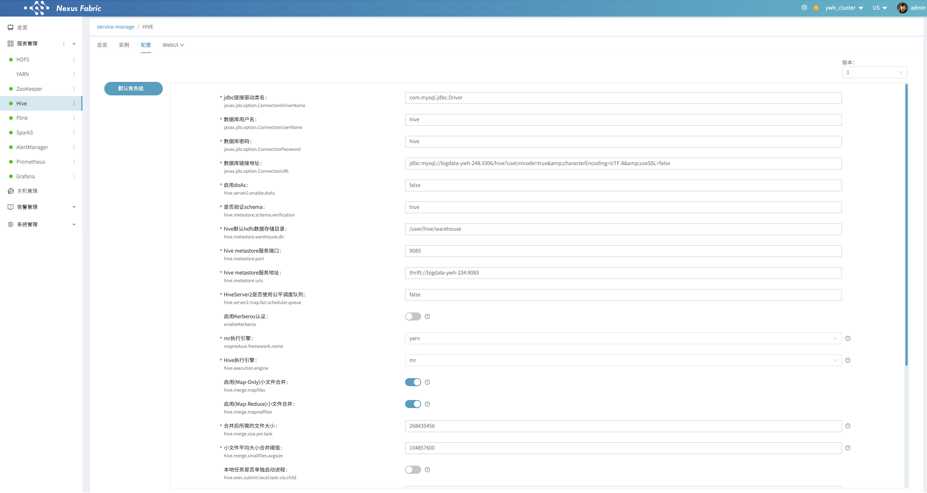 Nexus Fabric
ywh_cluster
US
admin
总览
服务管理
HDFS
YARN
ZooKeeper
Hive
Flink
Spark3
AlertManager
Prometheus
Grafana
主机管理
告警管理
系统管理
service-manage / HIVE
总览 实例 配置 WebUI
版本:
1
默认角色组
* jdbc链接驱动类名:
javax.jdo.option.ConnectionDriverName
com.mysql.jdbc.Driver
* 数据库用户名:
javax.jdo.option.ConnectionUserName
hive
* 数据库密码:
javax.jdo.option.ConnectionPassword
hive
* 数据库链接地址:
javax.jdo.option.ConnectionURL
jdbc:mysql://bigdata-ywh-248:3306/hive?useUnicode=true&amp;characterEncoding=UTF-8&amp;useSSL=false
* 启用doAs:
hive.server2.enable.doAs
false
* 是否验证schema:
hive.metastore.schema.verification
true
* hive默认hdfs数据存储目录:
hive.metastore.warehouse.dir
/user/hive/warehouse
* hive metastore服务端口:
hive.metastore.port
9083
* hive metastore服务地址:
hive.metastore.uris
thrift://bigdata-ywh-234:9083
* HiveServer2是否使用公平调度队列:
hive.server2.map.fair.scheduler.queue
false
启用Kerberos认证:
enableKerberos
* mr执行引擎:
mapreduce.framework.name
yarn
* Hive执行引擎:
hive.execution.engine
mr
启用(Map-Only)小文件合并:
hive.merge.mapfiles
启用(Map-Reduce)小文件合并:
hive.merge.mapredfiles
* 合并后所需的文件大小:
hive.merge.size.per.task
268435456
* 小文件平均大小合并阈值:
hive.merge.smallfiles.avgsize
104857600
本地任务是否单独启动进程:
hive.exec.submit.local.task.via.child